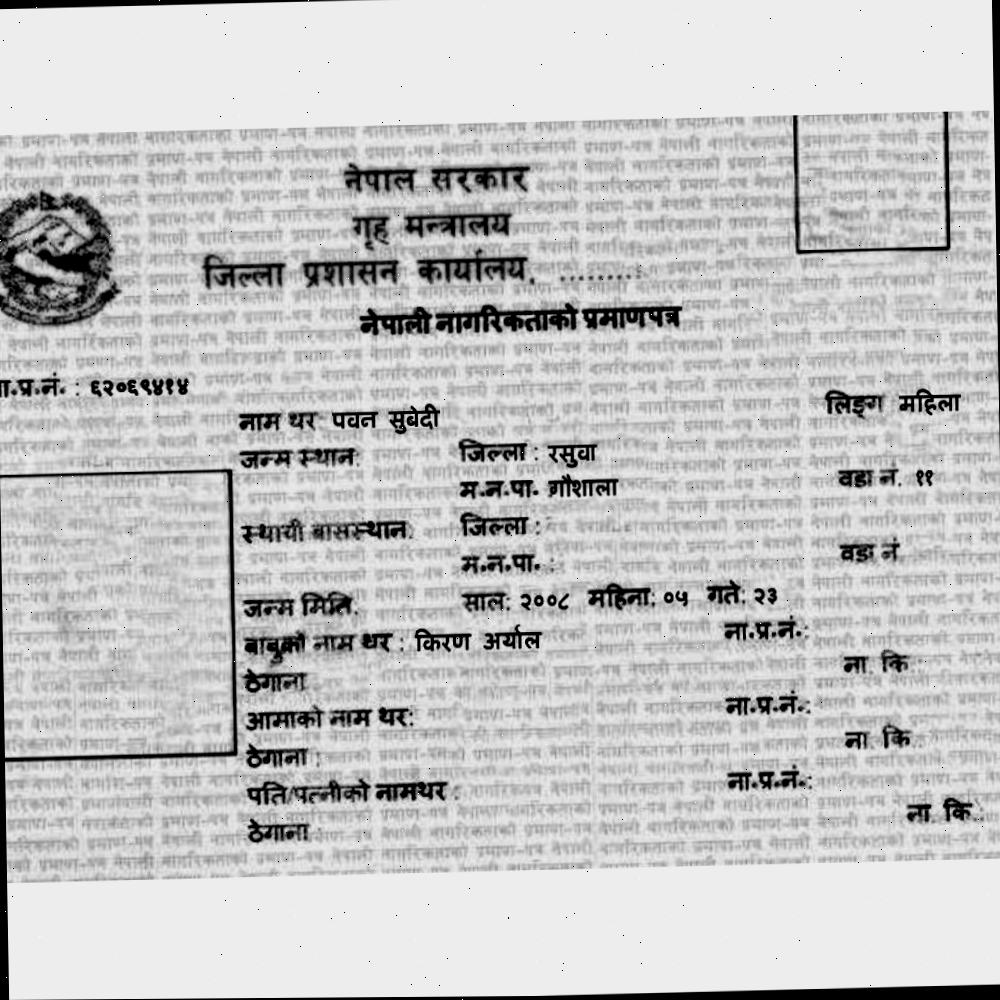 नेपाल सरकार
गृह मन्त्रालय
जिल्ला प्रशासन कार्यालय, .........
नेपाली नागरिकताको प्रमाणपत्र
ा.प्र.नं. : ६२०६९४१४
लिङ्ग महिला
नाम थर पवन सुबेदी
जन्म स्थान: जिल्ला : रसुवा
म.न.पा. गौशाला वडा नं. ११
स्थायी बासस्थान: जिल्ला :
म.न.पा. : वडा नं
जन्म मिति: साल: २००८ महिना: ०५ गते: २३
बाबुको नाम थर : किरण अर्याल ना.प्र.नं.:
ठेगाना ना. कि :
आमाको नाम थर: ना.प्र.नं.:
ठेगाना : ना. कि.
पति/पत्नीको नामथर : ना.प्र.नं.:
ठेगाना : ना. कि.: